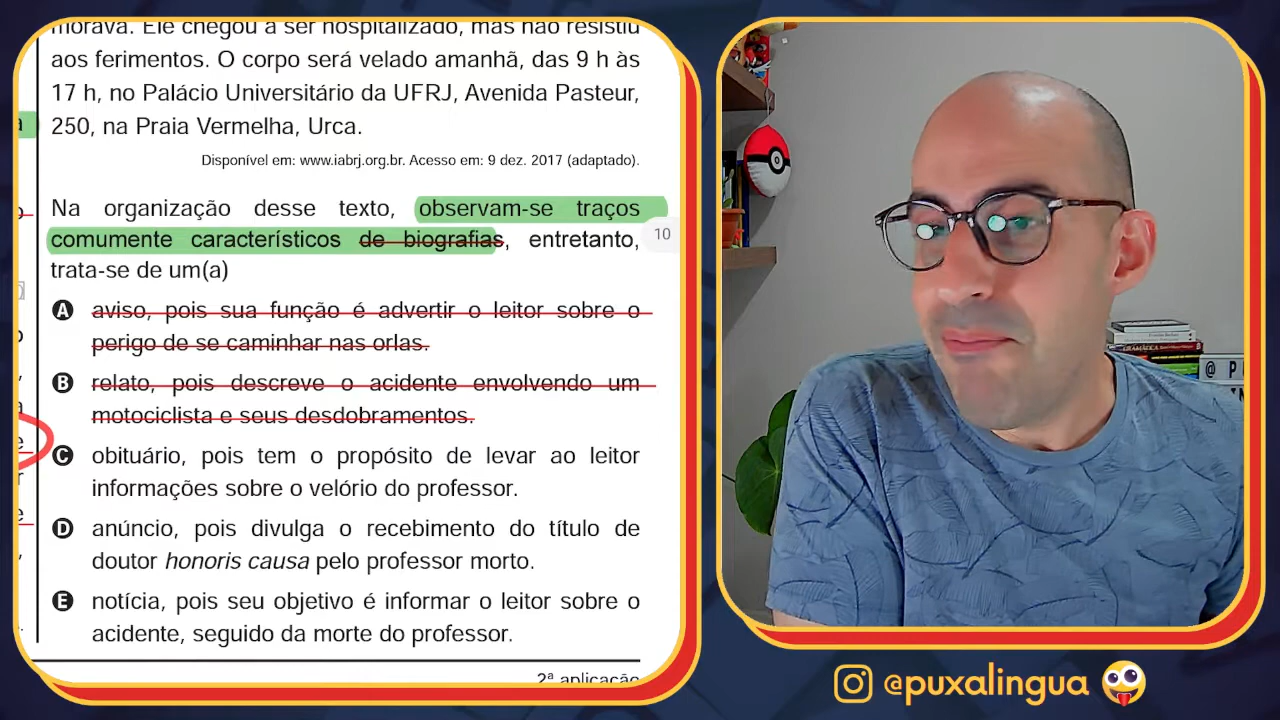 morava. Ele chegou a ser hospitalizado, mas não resistiu
aos ferimentos. O corpo será velado amanhã, das 9 h às
17 h, no Palácio Universitário da UFRJ, Avenida Pasteur,
250, na Praia Vermelha, Urca.
Disponível em: www.iabrj.org.br. Acesso em: 9 dez. 2017 (adaptado).
Na organização desse texto, observam-se traços
comumente característicos de biografias, entretanto,
10
trata-se de um(a)
A aviso, pois sua função é advertir o leitor sobre o
perigo de se caminhar nas orlas.
B relato, pois descreve o acidente envolvendo um
motociclista e seus desdobramentos.
C obituário, pois tem o propósito de levar ao leitor
informações sobre o velório do professor.
D anúncio, pois divulga o recebimento do título de
doutor honoris causa pelo professor morto.
E notícia, pois seu objetivo é informar o leitor sobre o
acidente, seguido da morte do professor.
2ª aplicação
@ P
@puxalingua